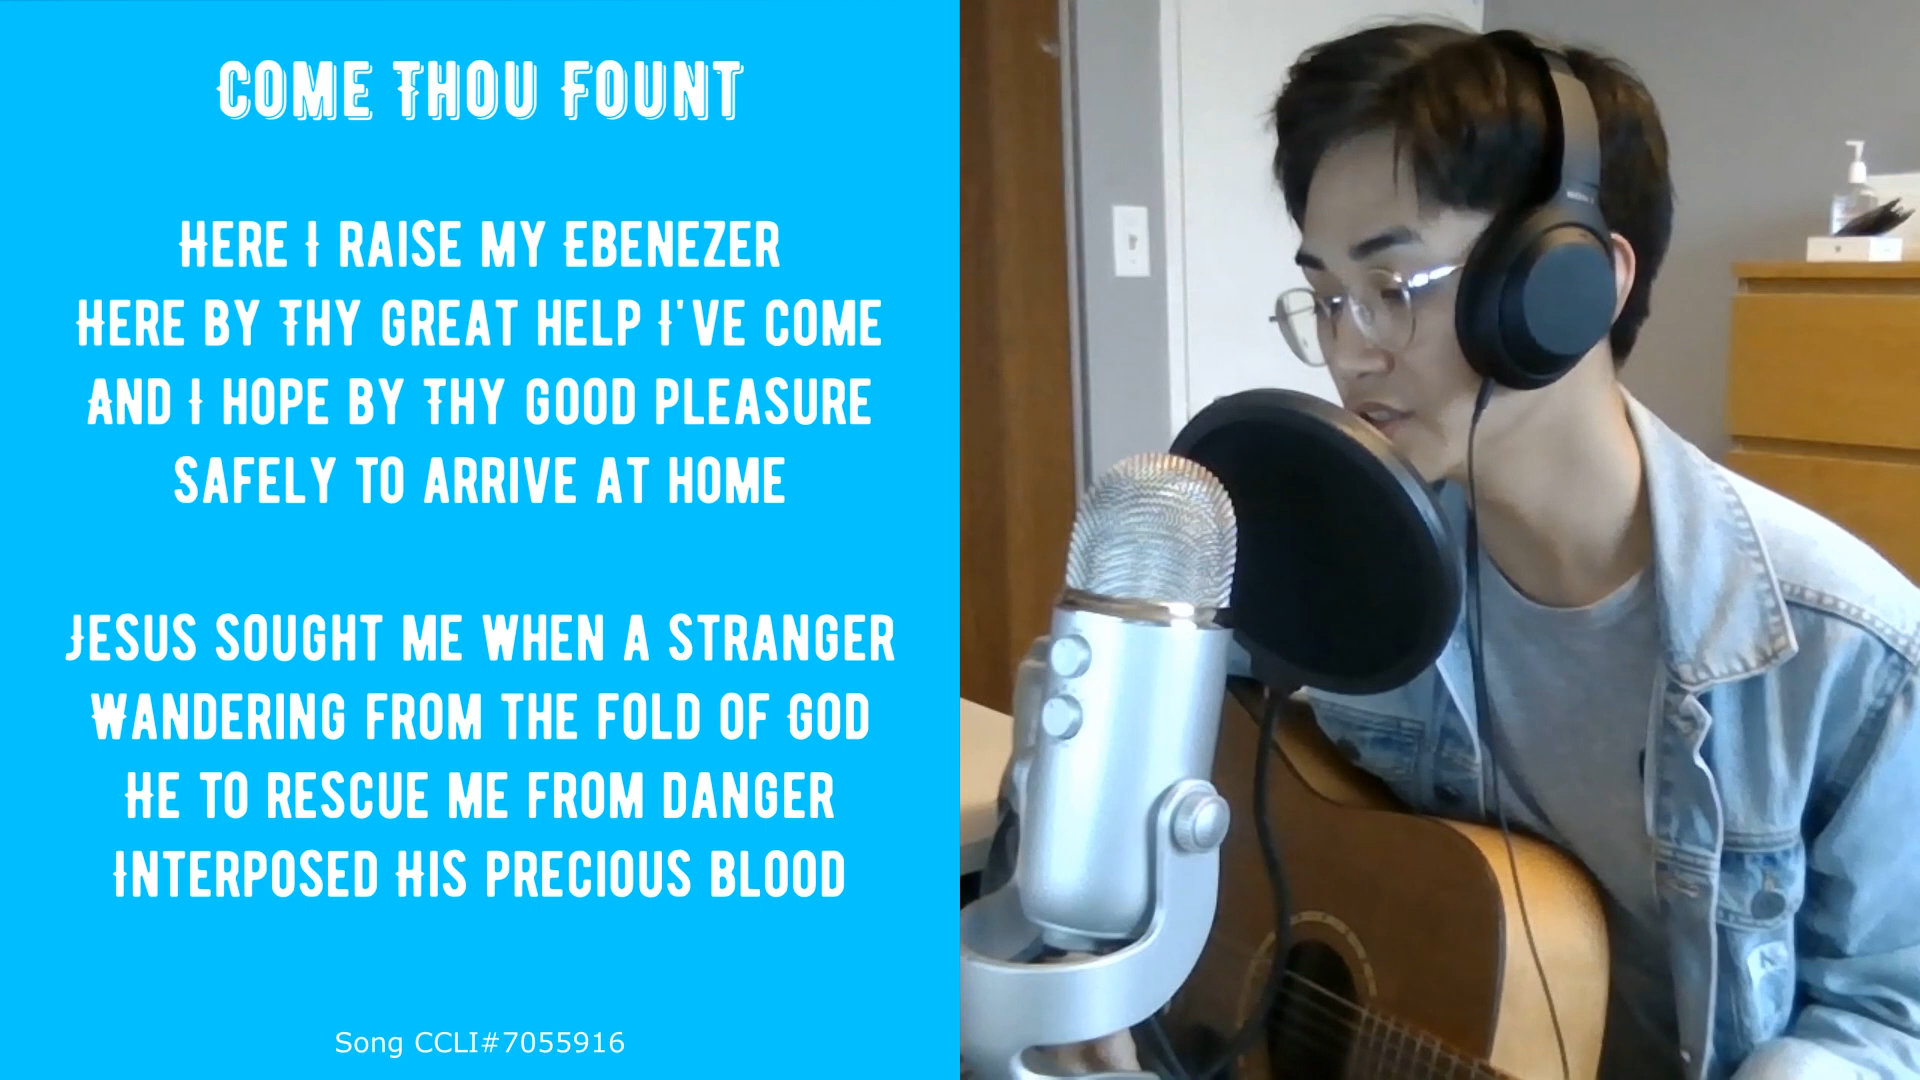 Come Thou Fount
Here I raise my Ebenezer
Here by Thy great help I've come
And I hope by Thy good pleasure
Safely to arrive at home
Jesus sought me when a stranger
Wandering from the fold of God
He to rescue me from danger
Interposed His precious blood
Song CCLI#7055916